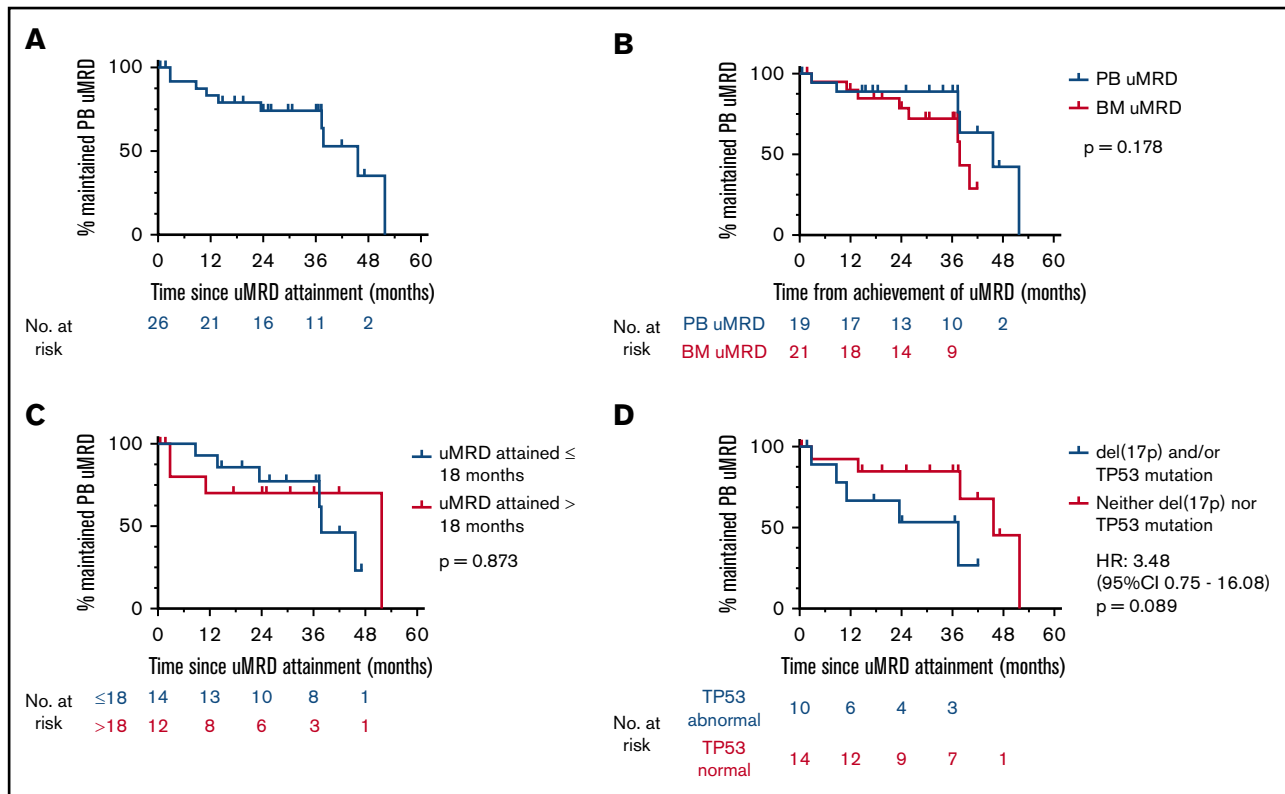 A
% maintained PB uMRD
100
50
0
0 12 24 36 48 60
Time since uMRD attainment (months)
No. at risk
26 21 16 11 2
B
% maintained PB uMRD
100
50
0
0 12 24 36 48 60
Time from achievement of uMRD (months)
PB uMRD
BM uMRD
p = 0.178
No. at risk
PB uMRD 19 17 13 10 2
BM uMRD 21 18 14 9
C
% maintained PB uMRD
100
50
0
0 12 24 36 48 60
Time since uMRD attainment (months)
uMRD attained ≤
18 months
uMRD attained >
18 months
p = 0.873
No. at risk
≤18 14 13 10 8 1
>18 12 8 6 3 1
D
% maintained PB uMRD
100
50
0
0 12 24 36 48 60
Time since uMRD attainment (months)
del(17p) and/or
TP53 mutation
Neither del(17p) nor
TP53 mutation
HR: 3.48
(95%CI 0.75 - 16.08)
p = 0.089
No. at risk
TP53
abnormal 10 6 4 3
TP53
normal 14 12 9 7 1